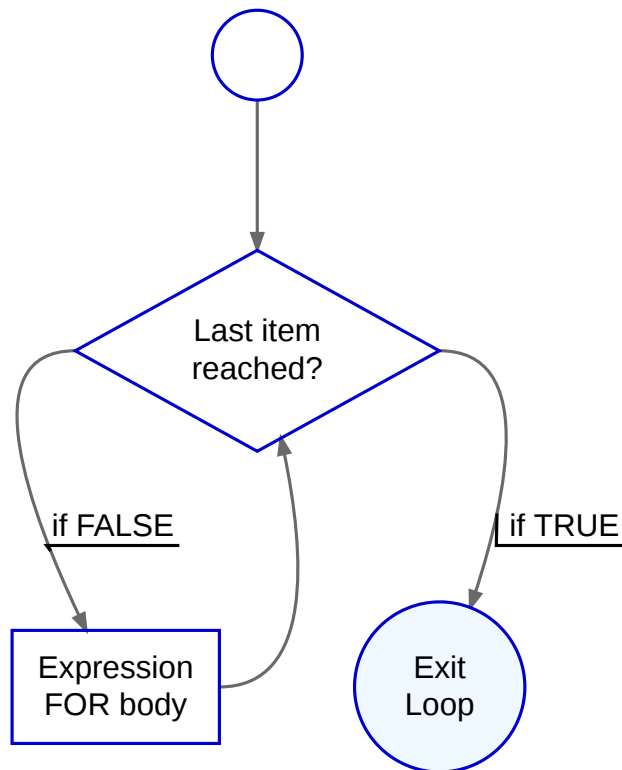 Last item
reached?
if FALSE
if TRUE
Expression
FOR body
Exit
Loop